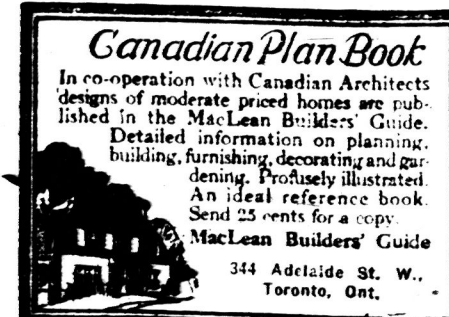 Canadian Plan Book
In co-operation with Canadian Architects
designs of moderate priced homes are pub-
lished in the MacLean Builders' Guide.
Detailed information on planning,
building, furnishing, decorating and gar-
dening. Profusely illustrated.
An ideal reference book.
Send 25 cents for a copy.
MacLean Builders' Guide
344 Adelaide St. W.,
Toronto, Ont.